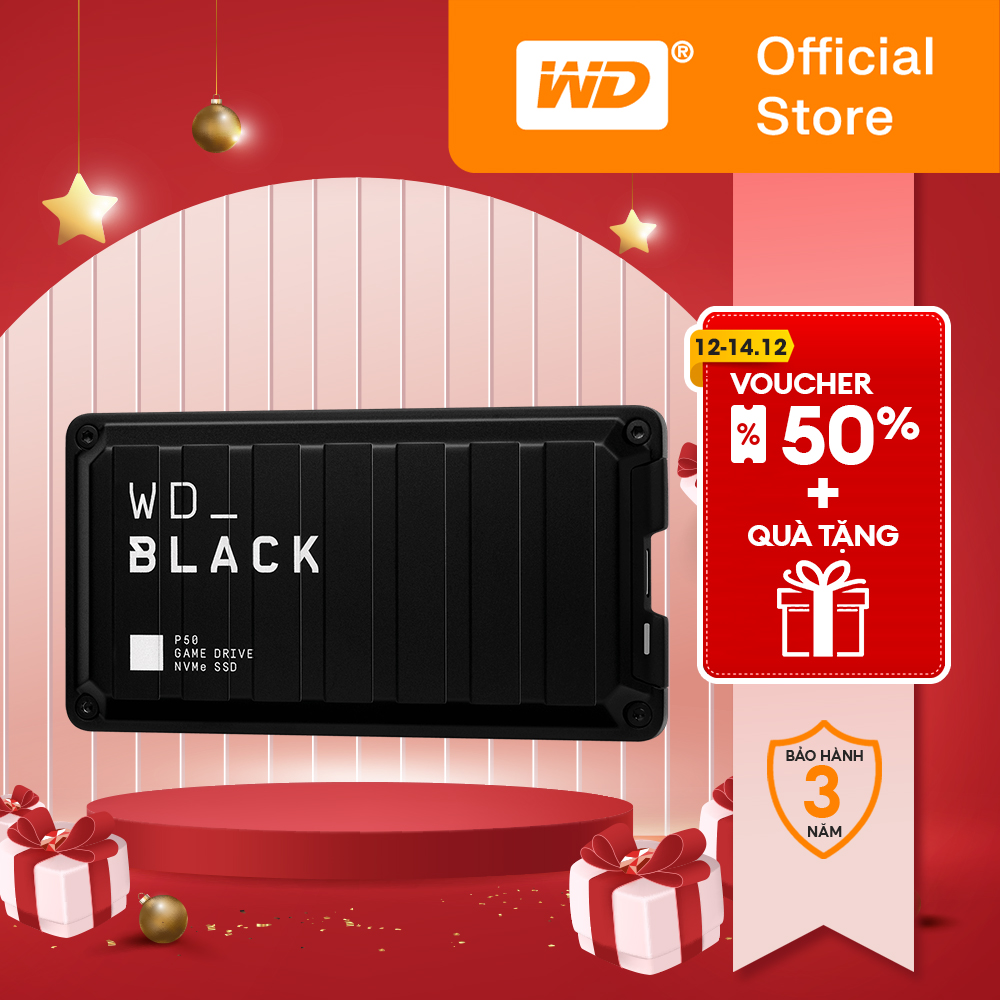 WD®
Official
Store
12-14.12
VOUCHER
% 50%
+
QUÀ TẶNG
WD_
BLACK
P50
GAME DRIVE
NVMe SSD
BẢO HÀNH
3
NĂM